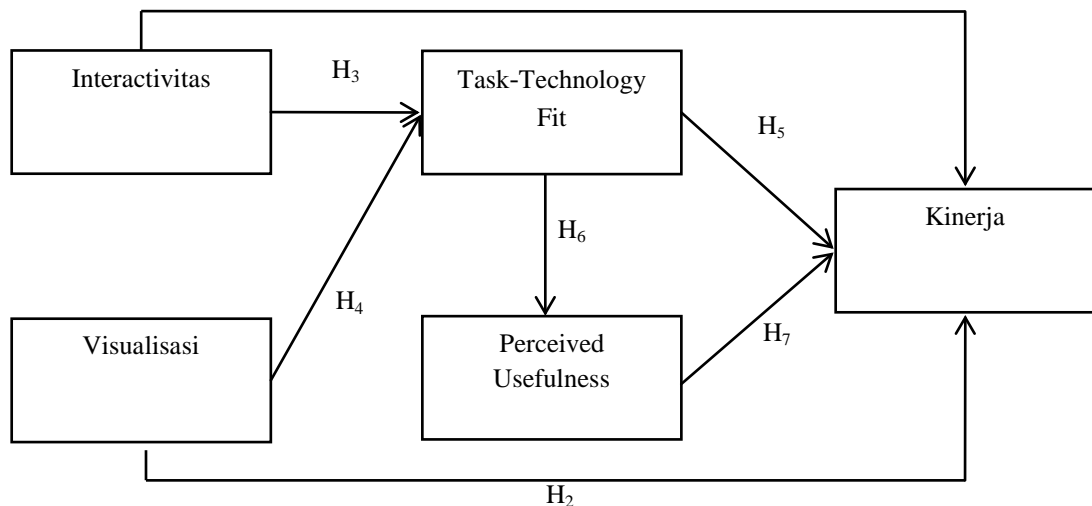 Interactivitas
H₃
Task-Technology
Fit
H₅
Kinerja
H₆
Visualisasi
H₄
Perceived
Usefulness
H₇
H₂